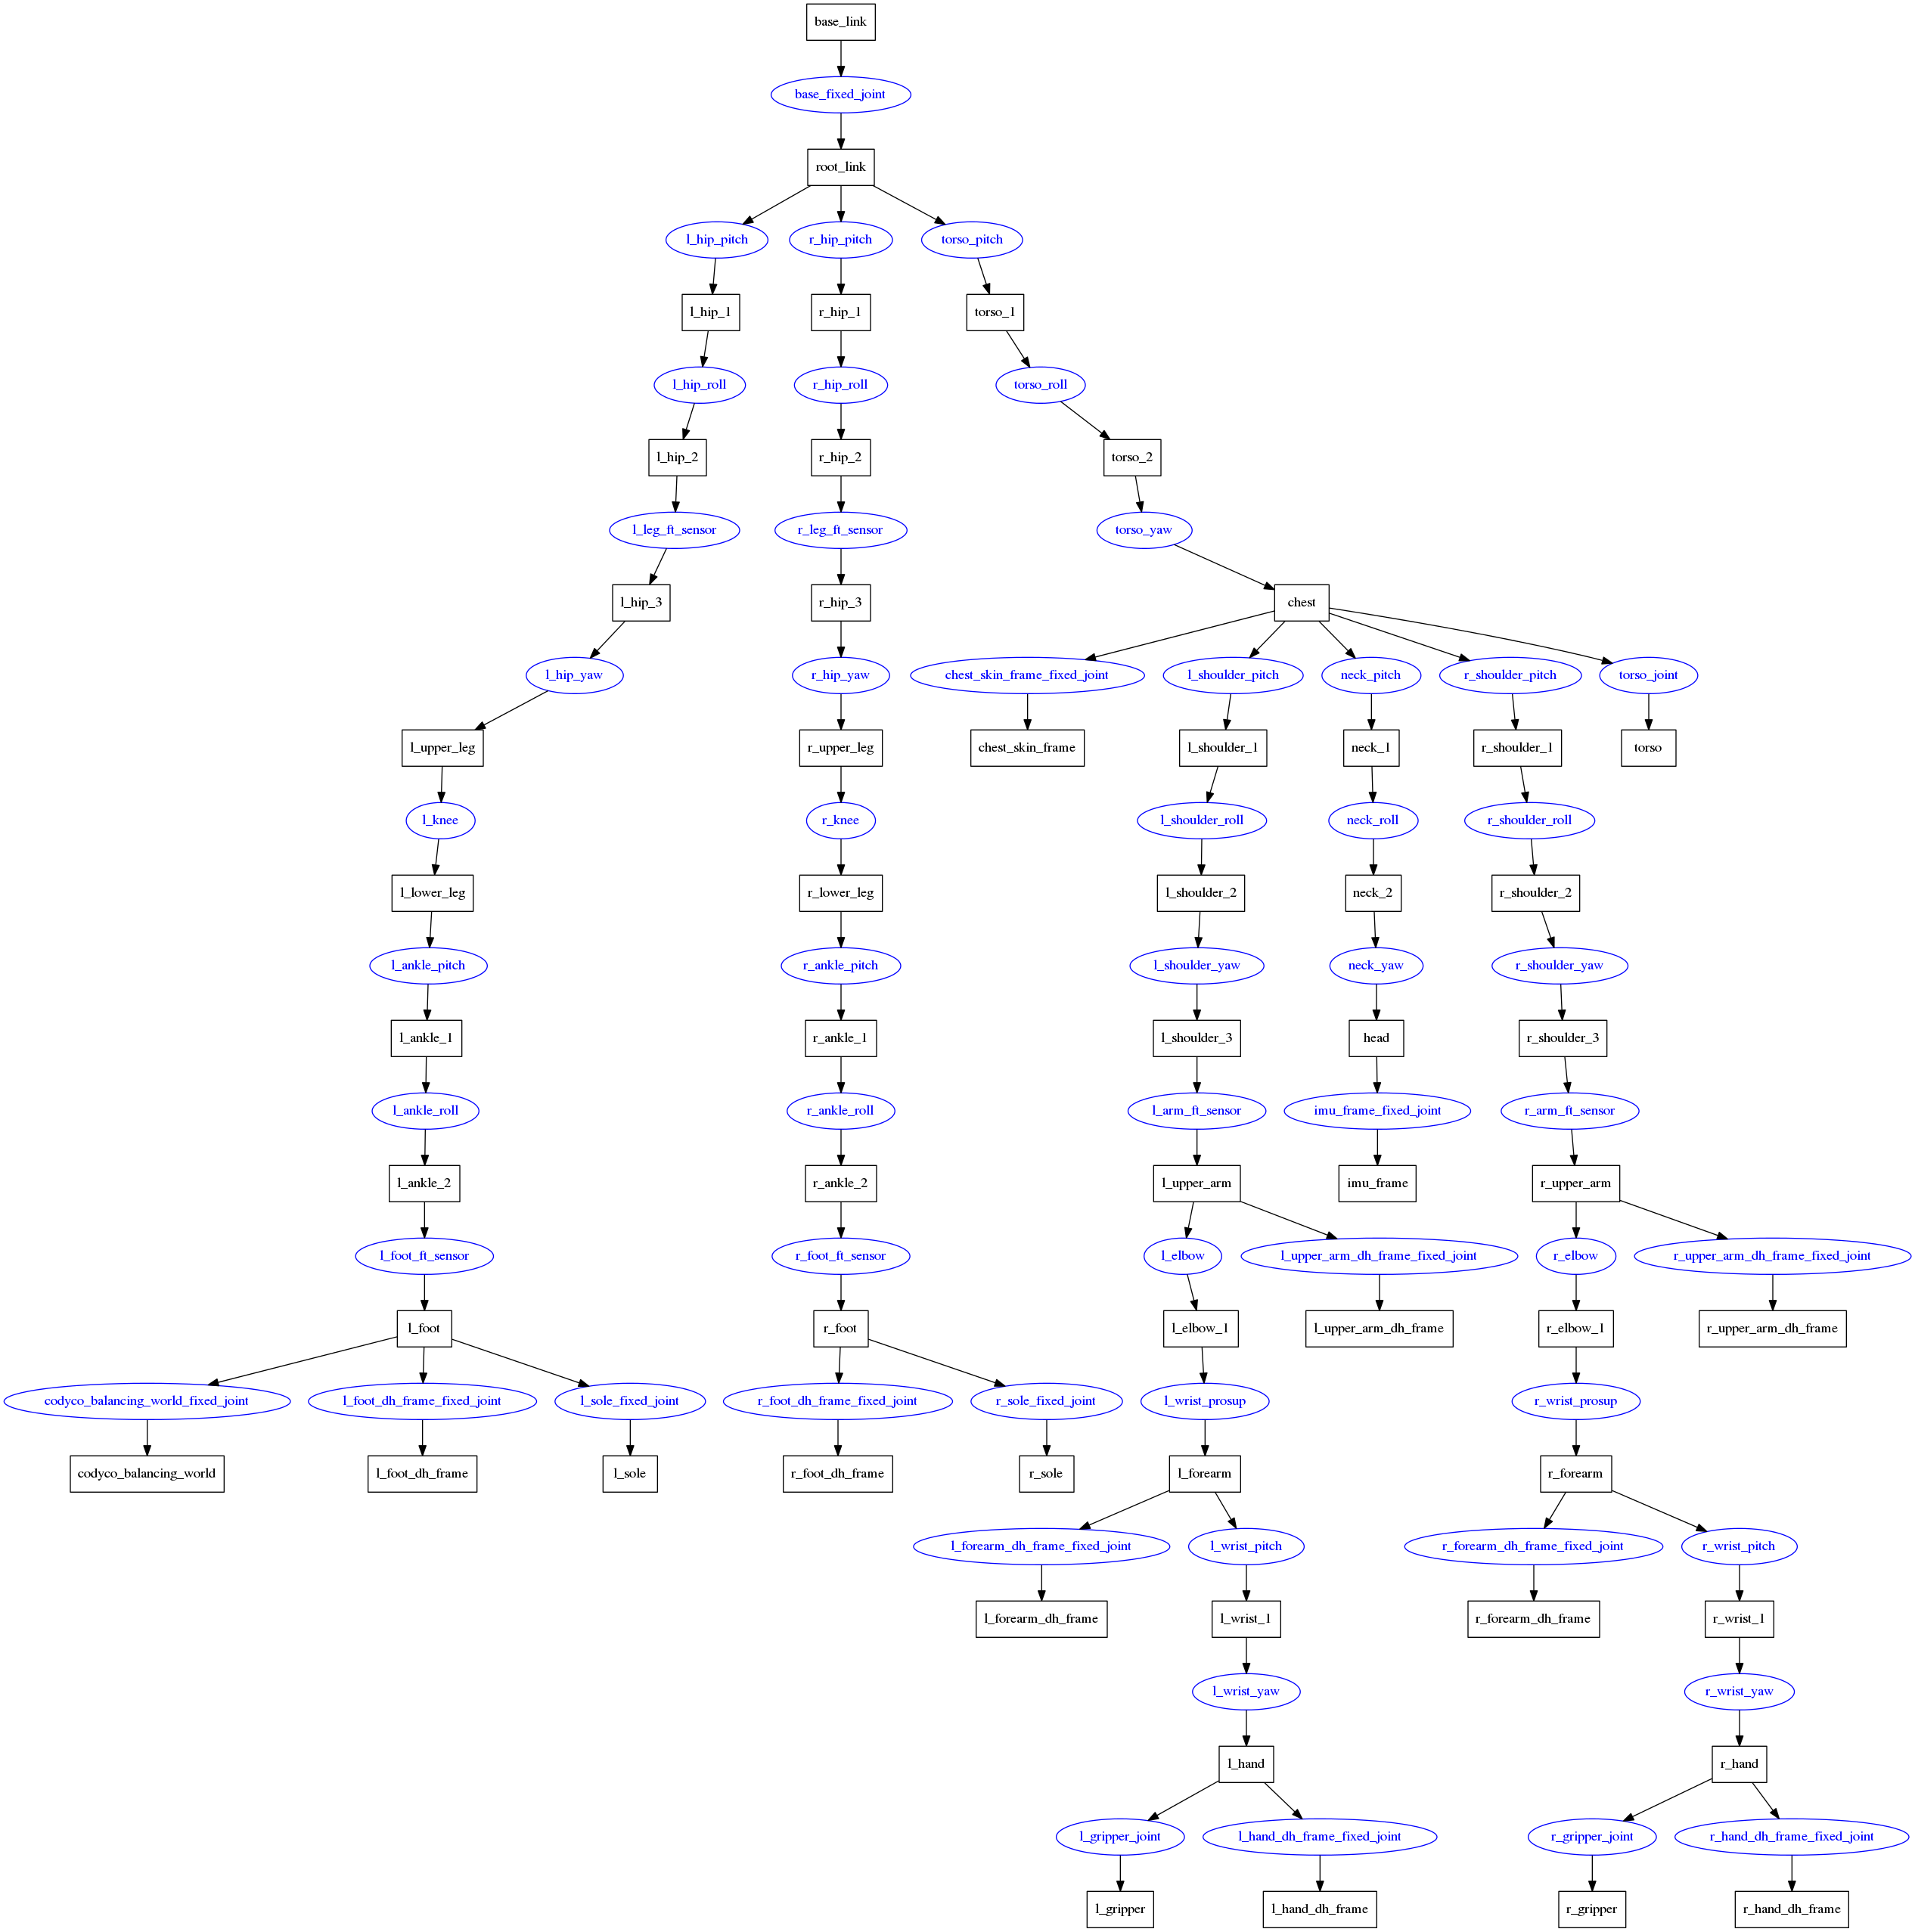 base_link
base_fixed_joint
root_link
l_hip_pitch
r_hip_pitch
torso_pitch
l_hip_1
r_hip_1
torso_1
l_hip_roll
r_hip_roll
torso_roll
l_hip_2
r_hip_2
torso_2
l_leg_ft_sensor
r_leg_ft_sensor
torso_yaw
l_hip_3
r_hip_3
chest
l_hip_yaw
r_hip_yaw
chest_skin_frame_fixed_joint
l_shoulder_pitch
neck_pitch
r_shoulder_pitch
torso_joint
l_upper_leg
r_upper_leg
chest_skin_frame
l_shoulder_1
neck_1
r_shoulder_1
torso
l_knee
r_knee
l_shoulder_roll
neck_roll
r_shoulder_roll
l_lower_leg
r_lower_leg
l_shoulder_2
neck_2
r_shoulder_2
l_ankle_pitch
r_ankle_pitch
l_shoulder_yaw
neck_yaw
r_shoulder_yaw
l_ankle_1
r_ankle_1
l_shoulder_3
head
r_shoulder_3
l_ankle_roll
r_ankle_roll
l_arm_ft_sensor
imu_frame_fixed_joint
r_arm_ft_sensor
l_ankle_2
r_ankle_2
l_upper_arm
imu_frame
r_upper_arm
l_foot_ft_sensor
r_foot_ft_sensor
l_elbow
l_upper_arm_dh_frame_fixed_joint
r_elbow
r_upper_arm_dh_frame_fixed_joint
l_foot
r_foot
l_elbow_1
l_upper_arm_dh_frame
r_elbow_1
r_upper_arm_dh_frame
codyco_balancing_world_fixed_joint
l_foot_dh_frame_fixed_joint
l_sole_fixed_joint
r_foot_dh_frame_fixed_joint
r_sole_fixed_joint
l_wrist_prosup
r_wrist_prosup
codyco_balancing_world
l_foot_dh_frame
l_sole
r_foot_dh_frame
r_sole
l_forearm
r_forearm
l_forearm_dh_frame_fixed_joint
l_wrist_pitch
r_forearm_dh_frame_fixed_joint
r_wrist_pitch
l_forearm_dh_frame
l_wrist_1
r_forearm_dh_frame
r_wrist_1
l_wrist_yaw
r_wrist_yaw
l_hand
r_hand
l_gripper_joint
l_hand_dh_frame_fixed_joint
r_gripper_joint
r_hand_dh_frame_fixed_joint
l_gripper
l_hand_dh_frame
r_gripper
r_hand_dh_frame